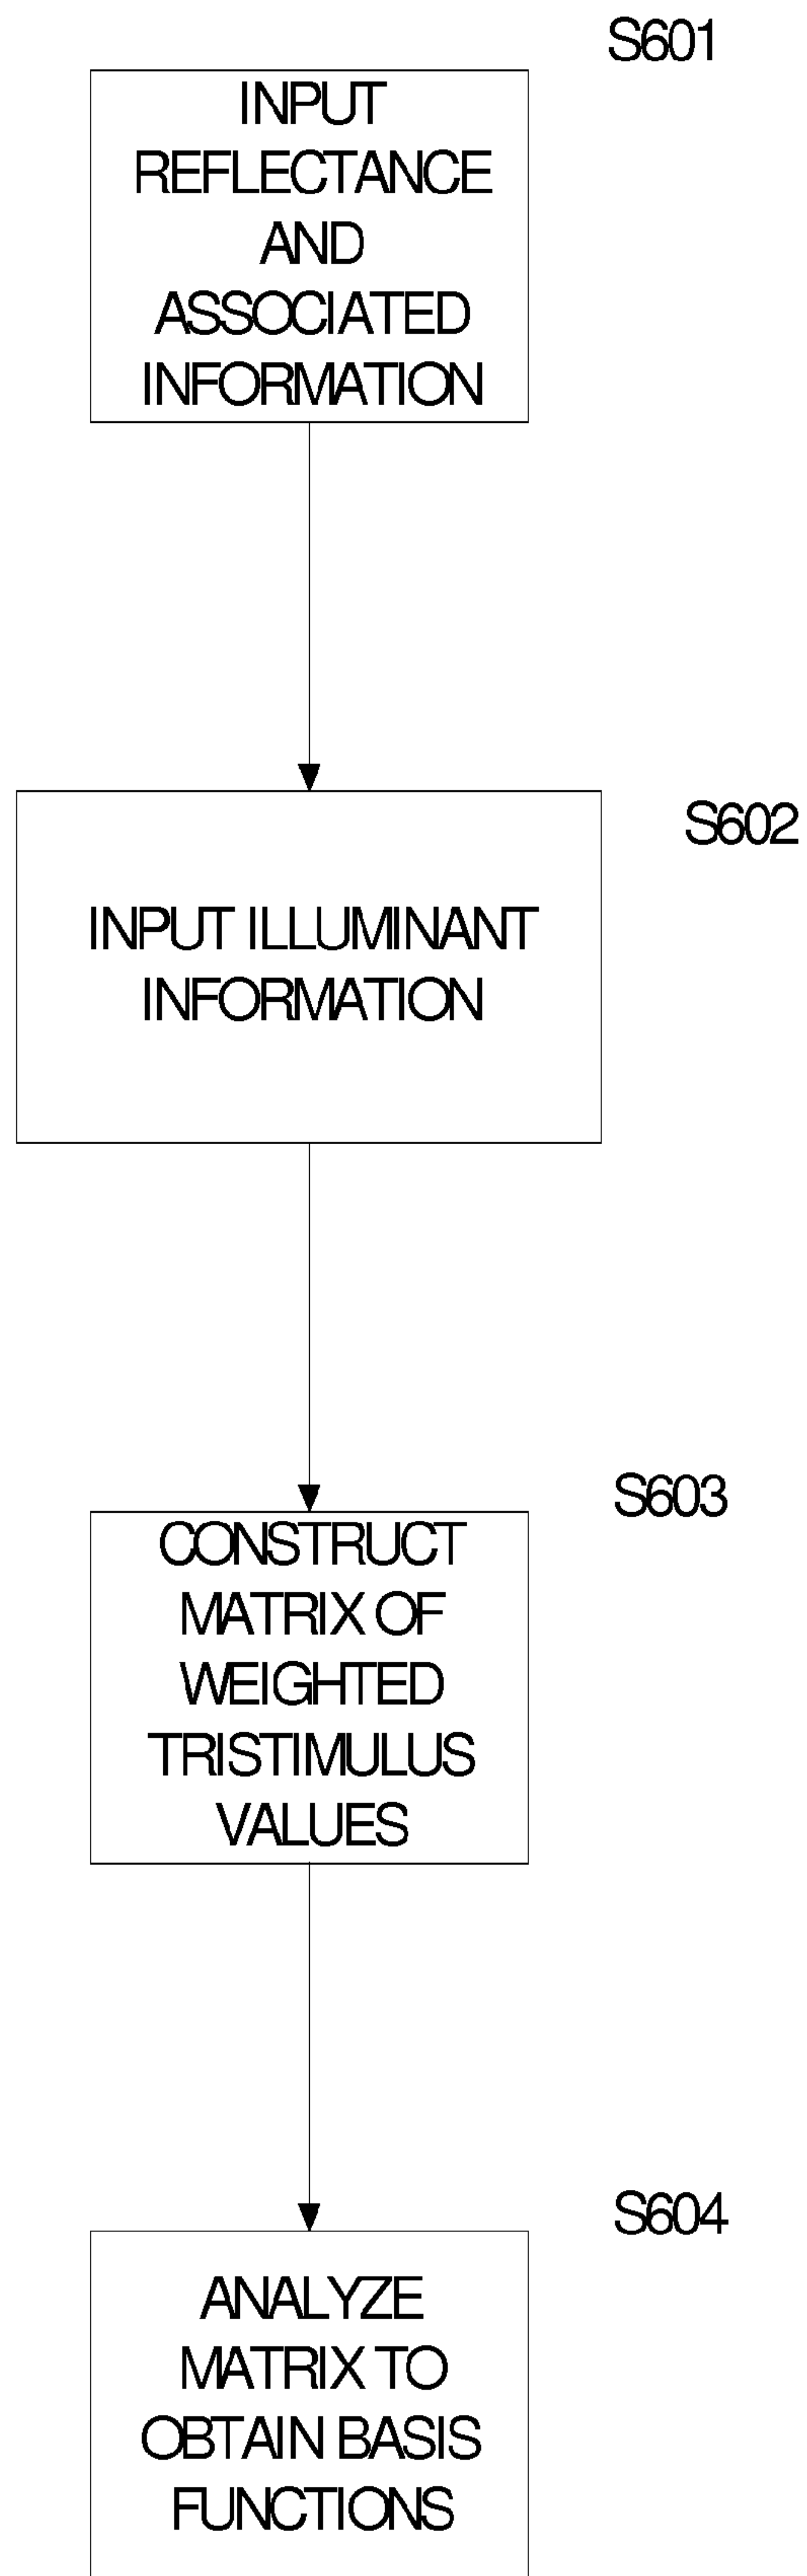 S601
INPUT
REFLECTANCE
AND
ASSOCIATED
INFORMATION
S602
INPUT ILLUMINANT
INFORMATION
S603
CONSTRUCT
MATRIX OF
WEIGHTED
TRISTIMULUS
VALUES
S604
ANALYZE
MATRIX TO
OBTAIN BASIS
FUNCTIONS